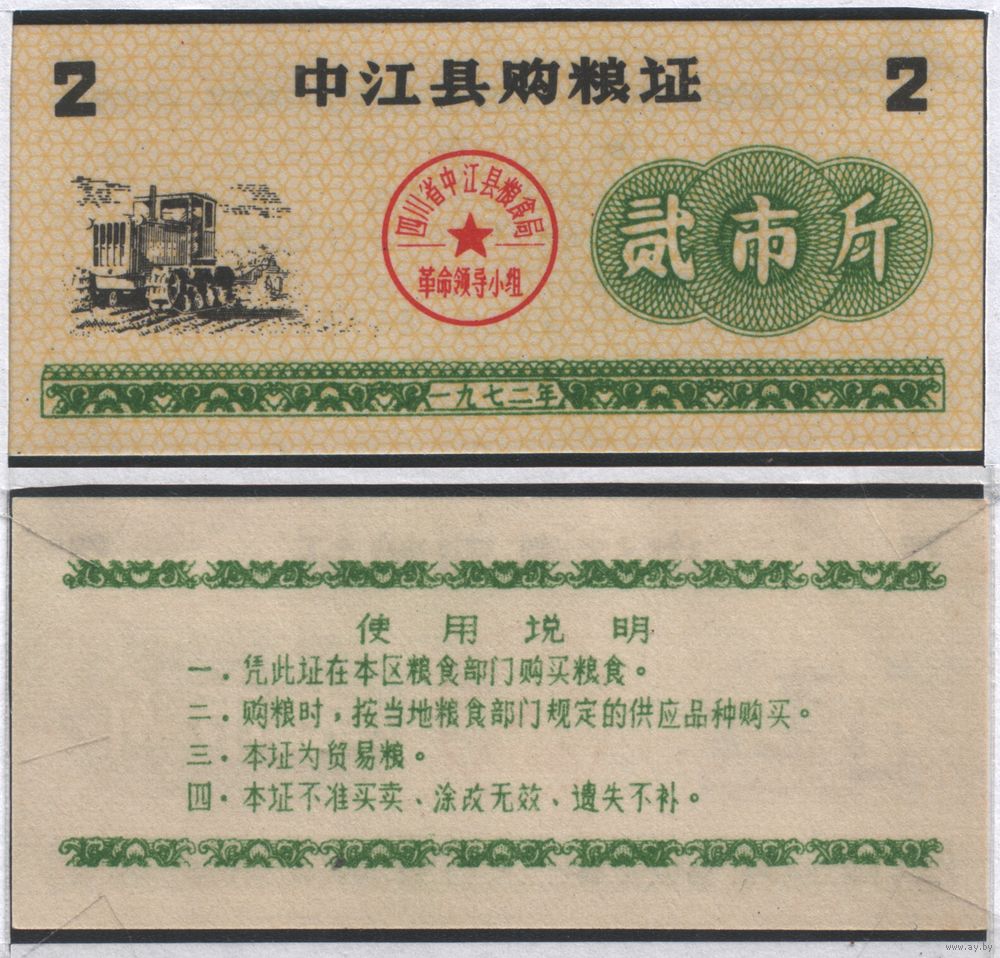 2 中江县购粮址 2
四川省中江县粮食局
革命领导小组
贰市斤
一九七二年
使用说明
一．凭此址在本区粮食部门购买粮食。
二．购粮时，按当地粮食部门规定的供应品种购买。
三．本址为贸易粮。
四．本址不准买卖、涂改无效、遗失不补。
www.ay.by